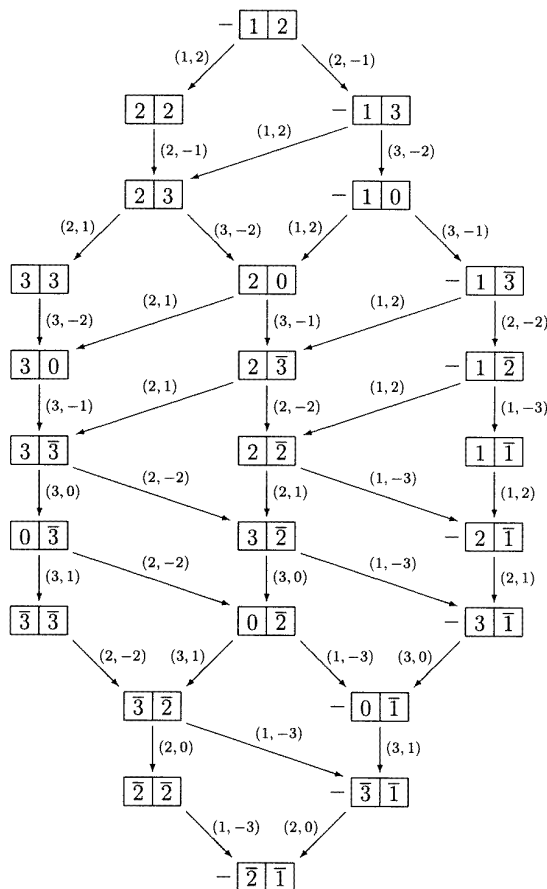 − 1 2
(1, 2) (2, −1)
2 2 − 1 3
(2, −1) (1, 2) (3, −2)
2 3 − 1 0
(2, 1) (3, −2) (1, 2) (3, −1)
3 3 2 0 − 1 3̅
(3, −2) (2, 1) (3, −1) (1, 2) (2, −2)
3 0 2 3̅ − 1 2̅
(3, −1) (2, 1) (2, −2) (1, 2) (1, −3)
3 3̅ 2 2̅ 1 1̅
(3, 0) (2, −2) (2, 1) (1, −3) (1, 2)
0 3̅ 3 2̅ − 2 1̅
(3, 1) (2, −2) (3, 0) (1, −3) (2, 1)
3̅ 3̅ 0 2̅ − 3 1̅
(2, −2) (3, 1) (1, −3) (3, 0)
3̅ 2̅ − 0 1̅
(2, 0) (1, −3) (3, 1)
2̅ 2̅ − 3̅ 1̅
(1, −3) (2, 0)
− 2̅ 1̅